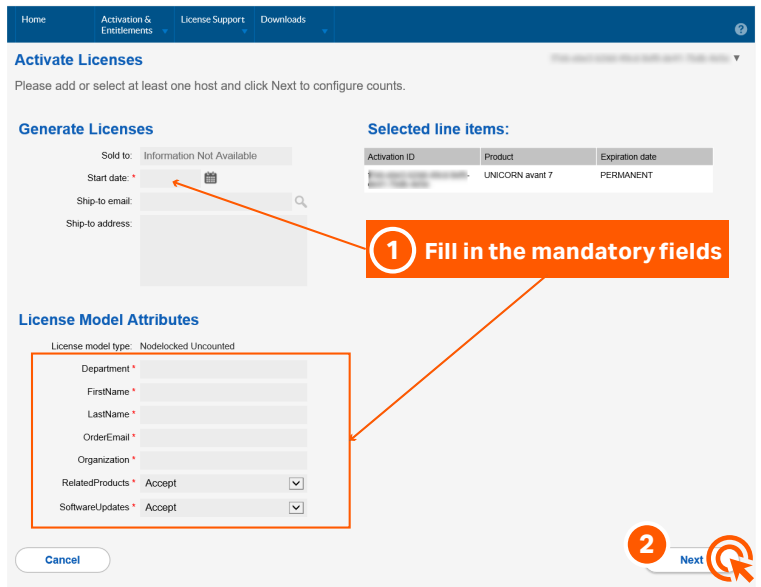 Home
Activation &
Entitlements
License Support
Downloads
?
Activate Licenses
Please add or select at least one host and click Next to configure counts.
Generate Licenses
Sold to: Information Not Available
Start date: *
Ship-to email:
Ship-to address:
Selected line items:
Activation ID Product Expiration date
UNICORN avant 7 PERMANENT
1 Fill in the mandatory fields
License Model Attributes
License model type: Nodelocked Uncounted
Department *
FirstName *
LastName *
OrderEmail *
Organization *
RelatedProducts * Accept
SoftwareUpdates * Accept
Cancel
2
Next